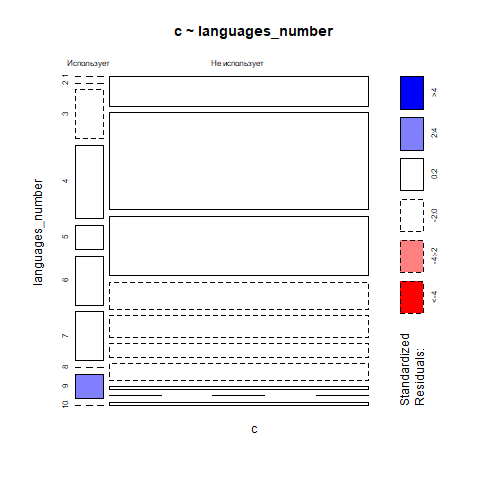 c ~ languages_number
Использует Не использует
1
2
3
4
5
6
7
8
9
10
languages_number
c
>4
2:4
0:2
-2:0
-4:-2
<-4
Standardized
Residuals: